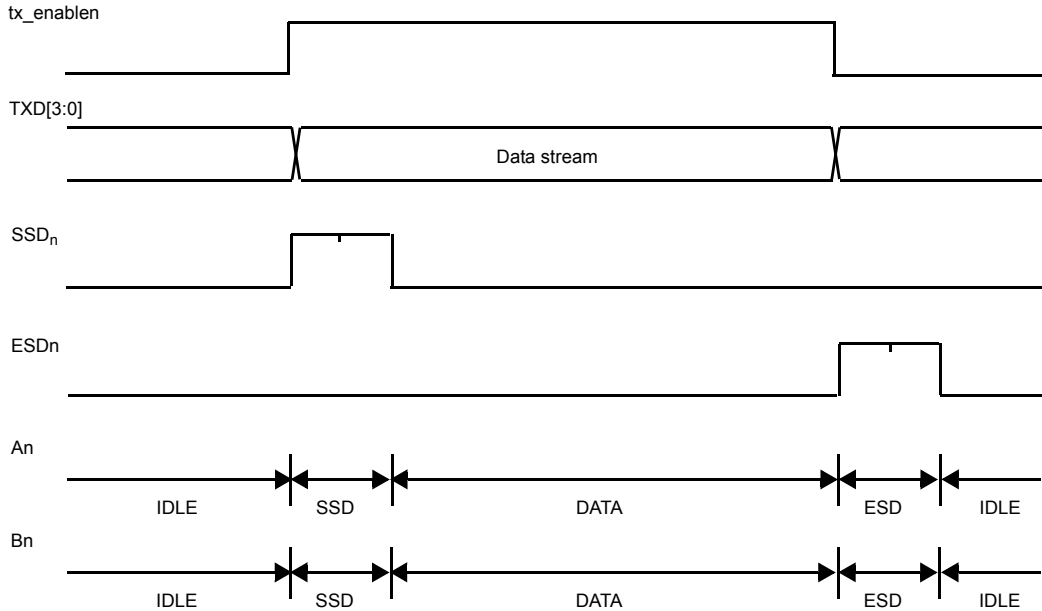 tx_enablen
TXD[3:0]
Data stream
SSDn
ESDn
An
IDLE SSD DATA ESD IDLE
Bn
IDLE SSD DATA ESD IDLE